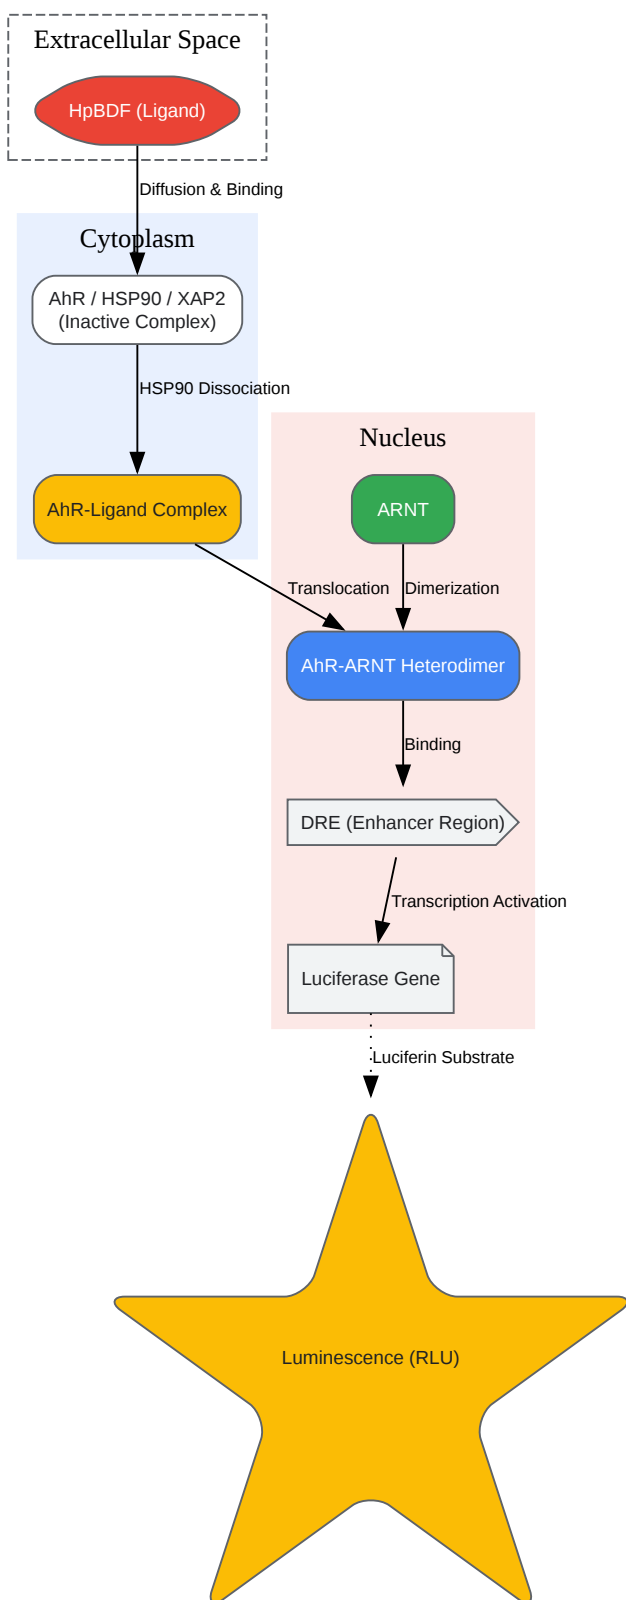 Extracellular Space
HpBDF (Ligand)
Diffusion & Binding
Cytoplasm
AhR / HSP90 / XAP2
(Inactive Complex)
HSP90 Dissociation
Nucleus
AhR-Ligand Complex
ARNT
Translocation
Dimerization
AhR-ARNT Heterodimer
Binding
DRE (Enhancer Region)
Transcription Activation
Luciferase Gene
Luciferin Substrate
Luminescence (RLU)